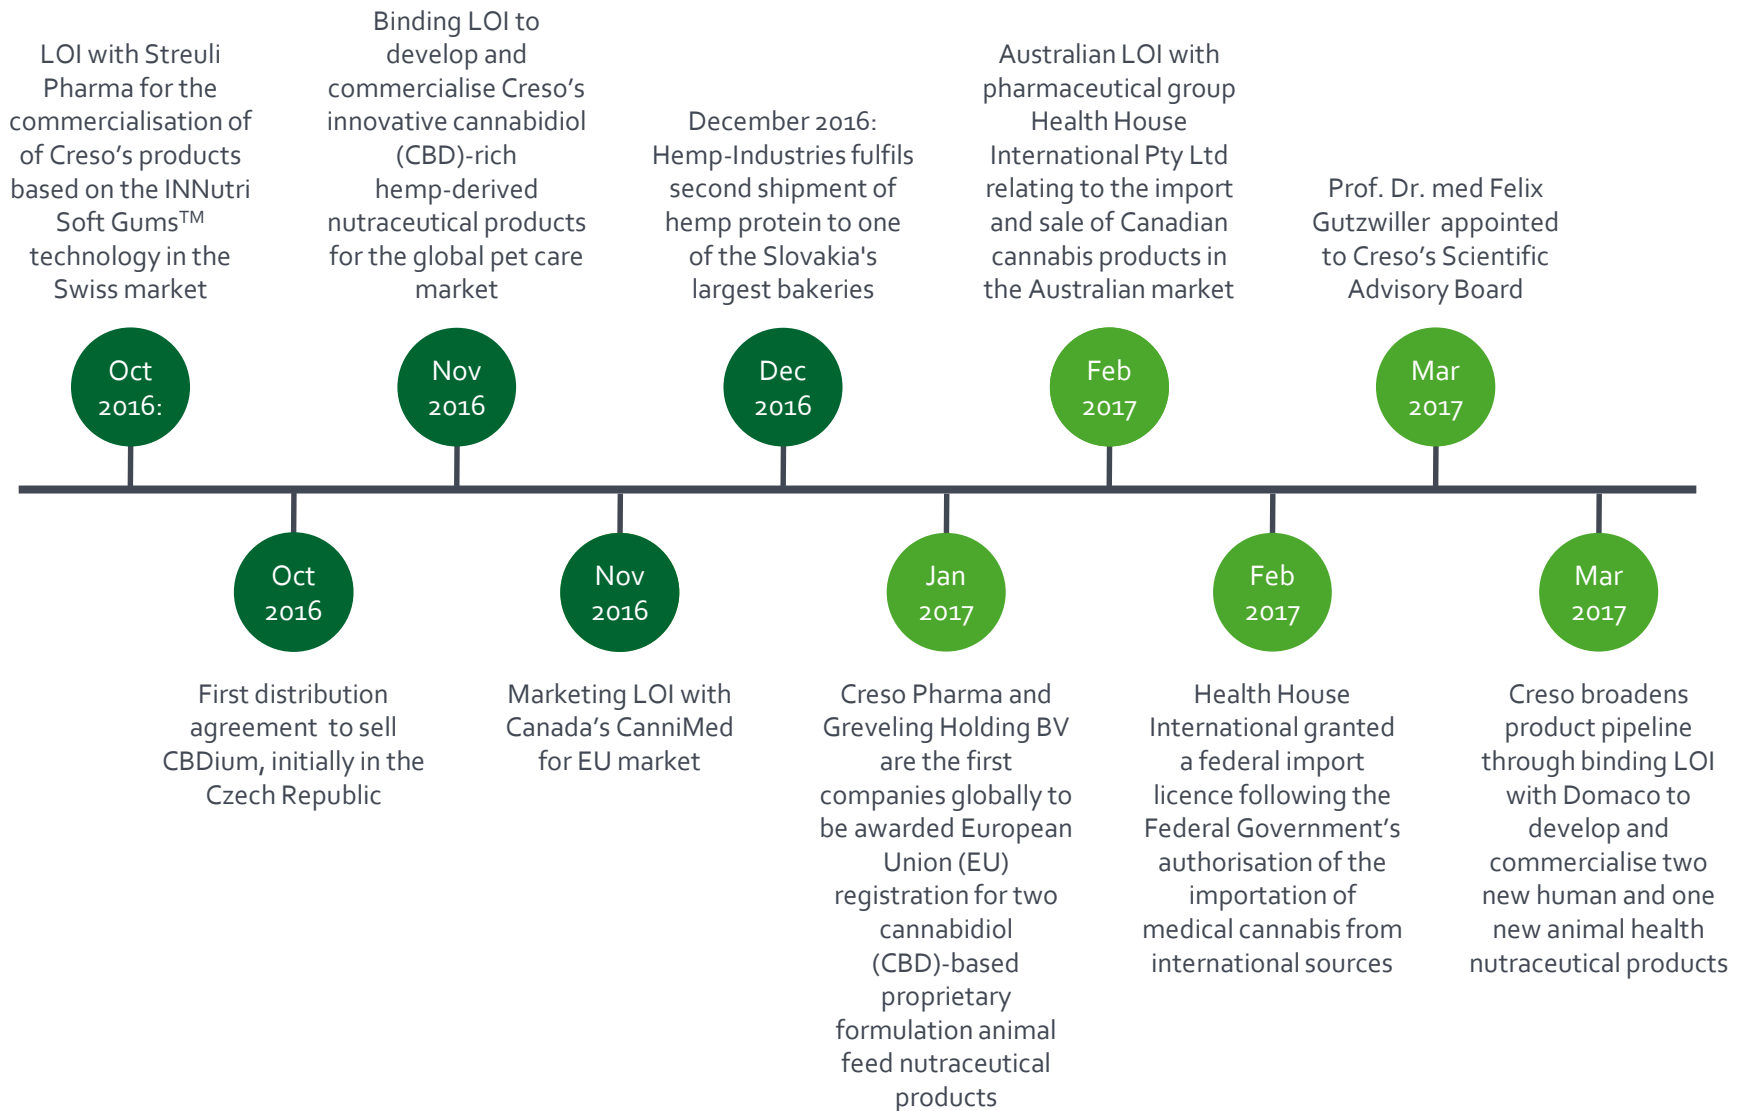 LOI with Streuli
Pharma for the
commercialisation of
of Creso’s products
based on the INNutri
Soft Gums™
technology in the
Swiss market
Oct
2016:
First distribution
agreement to sell
CBDium, initially in the
Czech Republic
Oct
2016
Binding LOI to
develop and
commercialise Creso’s
innovative cannabidiol
(CBD)-rich
hemp-derived
nutraceutical products
for the global pet care
market
Nov
2016
Marketing LOI with
Canada’s CanniMed
for EU market
Nov
2016
December 2016:
Hemp-Industries fulfils
second shipment of
hemp protein to one
of the Slovakia's
largest bakeries
Dec
2016
Jan
2017
Creso Pharma and
Greveling Holding BV
are the first
companies globally to
be awarded European
Union (EU)
registration for two
cannabidiol
(CBD)-based
proprietary
formulation animal
feed nutraceutical
products
Australian LOI with
pharmaceutical group
Health House
International Pty Ltd
relating to the import
and sale of Canadian
cannabis products in
the Australian market
Feb
2017
Feb
2017
Health House
International granted
a federal import
licence following the
Federal Government’s
authorisation of the
importation of
medical cannabis from
international sources
Prof. Dr. med Felix
Gutzwiller appointed
to Creso’s Scientific
Advisory Board
Mar
2017
Mar
2017
Creso broadens
product pipeline
through binding LOI
with Domaco to
develop and
commercialise two
new human and one
new animal health
nutraceutical products